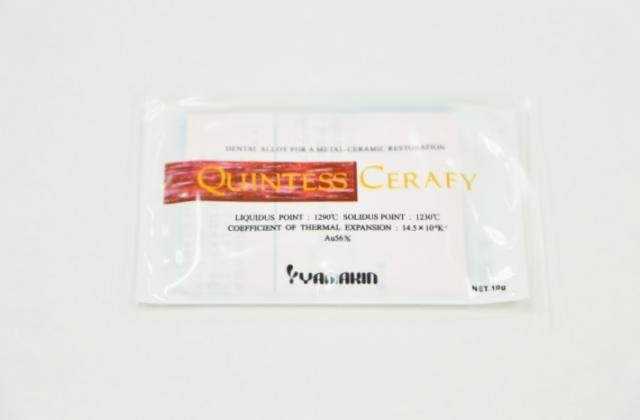 DENTAL ALLOY FOR A METAL-CERAMIC RESTORATION
QUINTESS CERAFY
LIQUIDUS POINT : 1290℃ SOLIDUS POINT : 1230℃
COEFFICIENT OF THERMAL EXPANSION : 14.5×10⁻⁶K⁻¹
Au56%
YAMAKIN
NET.10g